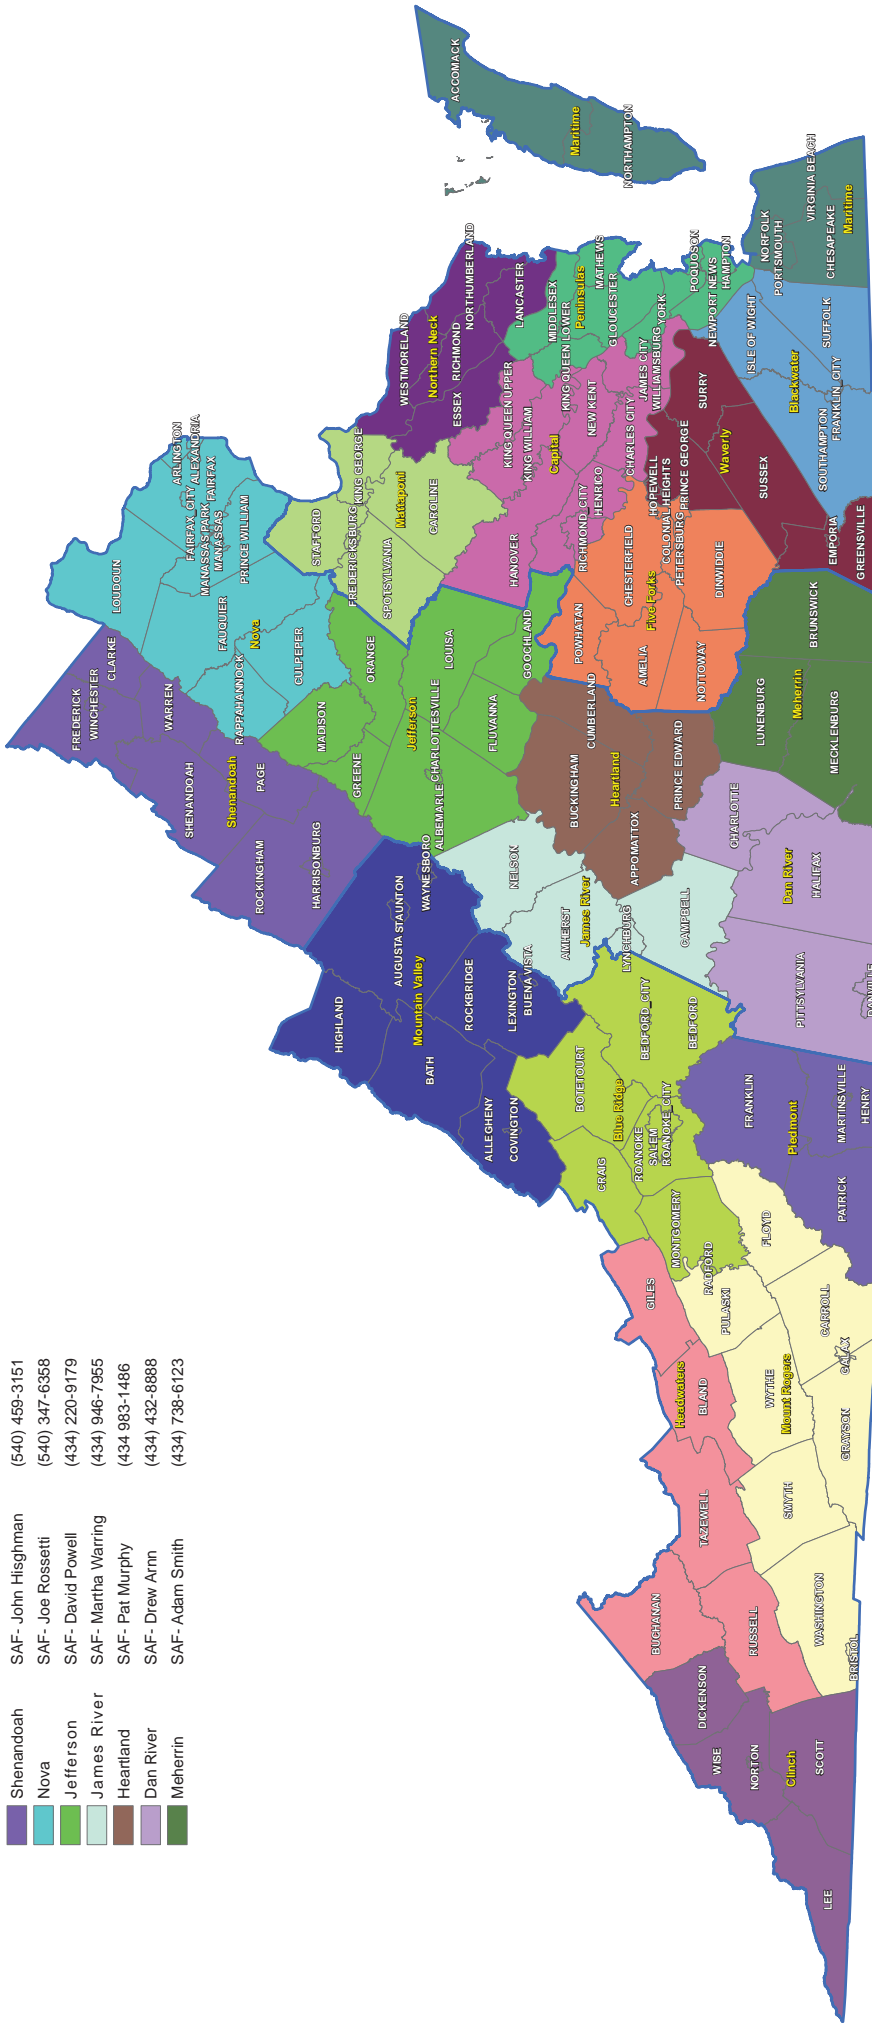 Shenandoah SAF- John Hisghman (540) 459-3151
Nova SAF- Joe Rossetti (540) 347-6358
Jefferson SAF- David Powell (434) 220-9179
James River SAF- Martha Warring (434) 946-7955
Heartland SAF- Pat Murphy (434 983-1486
Dan River SAF- Drew Arnn (434) 432-8888
Meherrin SAF- Adam Smith (434) 738-6123
FREDERICK
WINCHESTER
CLARKE
WARREN
SHENANDOAH
Shenandoah
PAGE
ROCKINGHAM
HARRISONBURG
LOUDOUN
ARLINGTON
ALEXANDRIA
FAIRFAX_CITY
FAIRFAX
MANASSAS PARK
MANASSAS
PRINCE WILLIAM
FAUQUIER
Nova
RAPPAHANNOCK
CULPEPER
MADISON
GREENE
ORANGE
Jefferson
LOUISA
CHARLOTTESVILLE
ALBEMARLE
FLUVANNA
GOOCHLAND
STAFFORD
KING GEORGE
FREDERICKSBURG
SPOTSYLVANIA
Mattaponi
CAROLINE
WESTMORELAND
Northern Neck
NORTHUMBERLAND
RICHMOND
ESSEX
LANCASTER
ACCOMACK
Maritime
NORTHAMPTON
MIDDLESEX
Peninsulas
MATHEWS
KING QUEEN LOWER
GLOUCESTER
YORK
POQUOSON
NEWPORT NEWS
HAMPTON
KING QUEEN UPPER
KING WILLIAM
Capital
NEW KENT
HANOVER
RICHMOND_CITY
HENRICO
CHARLES CITY
JAMES CITY
WILLIAMSBURG
HIGHLAND
AUGUSTA
STAUNTON
WAYNESBORO
Mountain Valley
BATH
ROCKBRIDGE
LEXINGTON
BUENA VISTA
ALLEGHENY
COVINGTON
NELSON
AMHERST
James River
LYNCHBURG
CAMPBELL
BUCKINGHAM
CUMBERLAND
Heartland
APPOMATTOX
PRINCE EDWARD
POWHATAN
CHESTERFIELD
AMELIA
Five Forks
COLONIAL HEIGHTS
PETERSBURG
DINWIDDIE
NOTTOWAY
HOPEWELL
PRINCE GEORGE
SURRY
Waverly
SUSSEX
EMPORIA
GREENSVILLE
ISLE OF WIGHT
Blackwater
SUFFOLK
SOUTHAMPTON
FRANKLIN_CITY
NORFOLK
PORTSMOUTH
VIRGINIA BEACH
CHESAPEAKE
Maritime
LUNENBURG
Meherrin
BRUNSWICK
MECKLENBURG
CHARLOTTE
Dan River
HALIFAX
PITTSYLVANIA
DANVILLE
BOTETOURT
BEDFORD_CITY
BEDFORD
Blue Ridge
CRAIG
ROANOKE
SALEM
ROANOKE_CITY
MONTGOMERY
RADFORD
FRANKLIN
Piedmont
MARTINSVILLE
HENRY
PATRICK
FLOYD
PULASKI
CARROLL
GALAX
WYTHE
Mount Rogers
GRAYSON
SMYTH
WASHINGTON
BRISTOL
GILES
Headwaters
BLAND
TAZEWELL
BUCHANAN
RUSSELL
DICKENSON
WISE
NORTON
Clinch
SCOTT
LEE